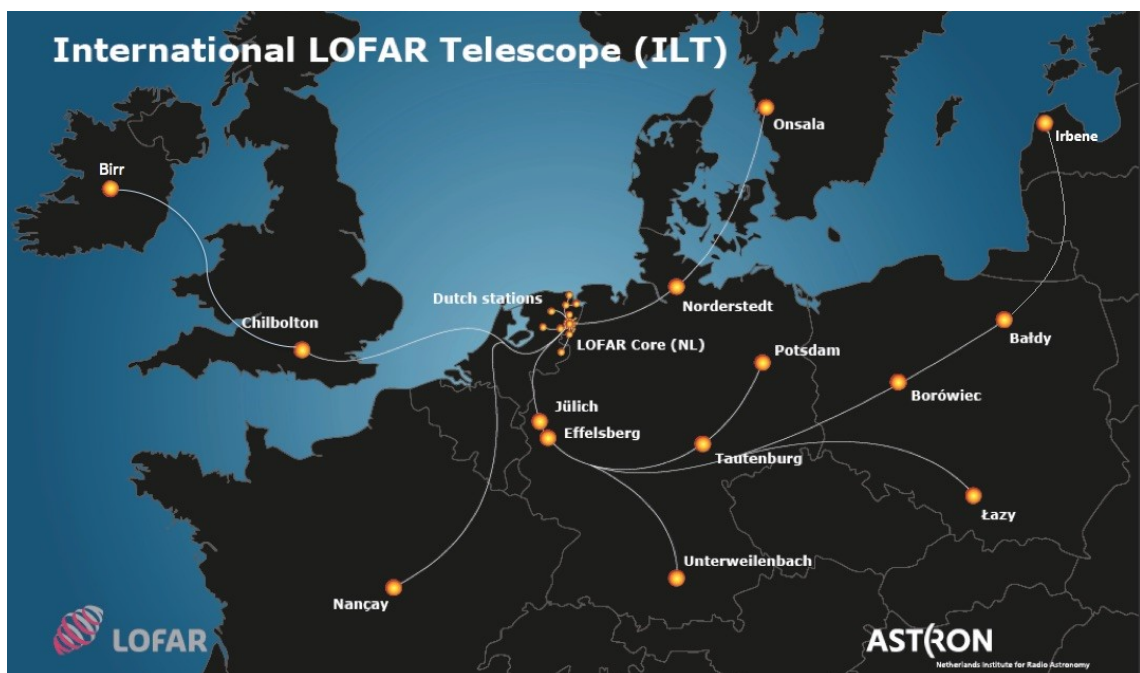 International LOFAR Telescope (ILT)
Onsala
Irbene
Birr
Dutch stations
Norderstedt
Chilbolton
LOFAR Core (NL)
Bałdy
Potsdam
Borówiec
Jülich
Effelsberg
Tautenburg
Łazy
Unterweilenbach
Nançay
LOFAR
ASTRON
Netherlands Institute for Radio Astronomy